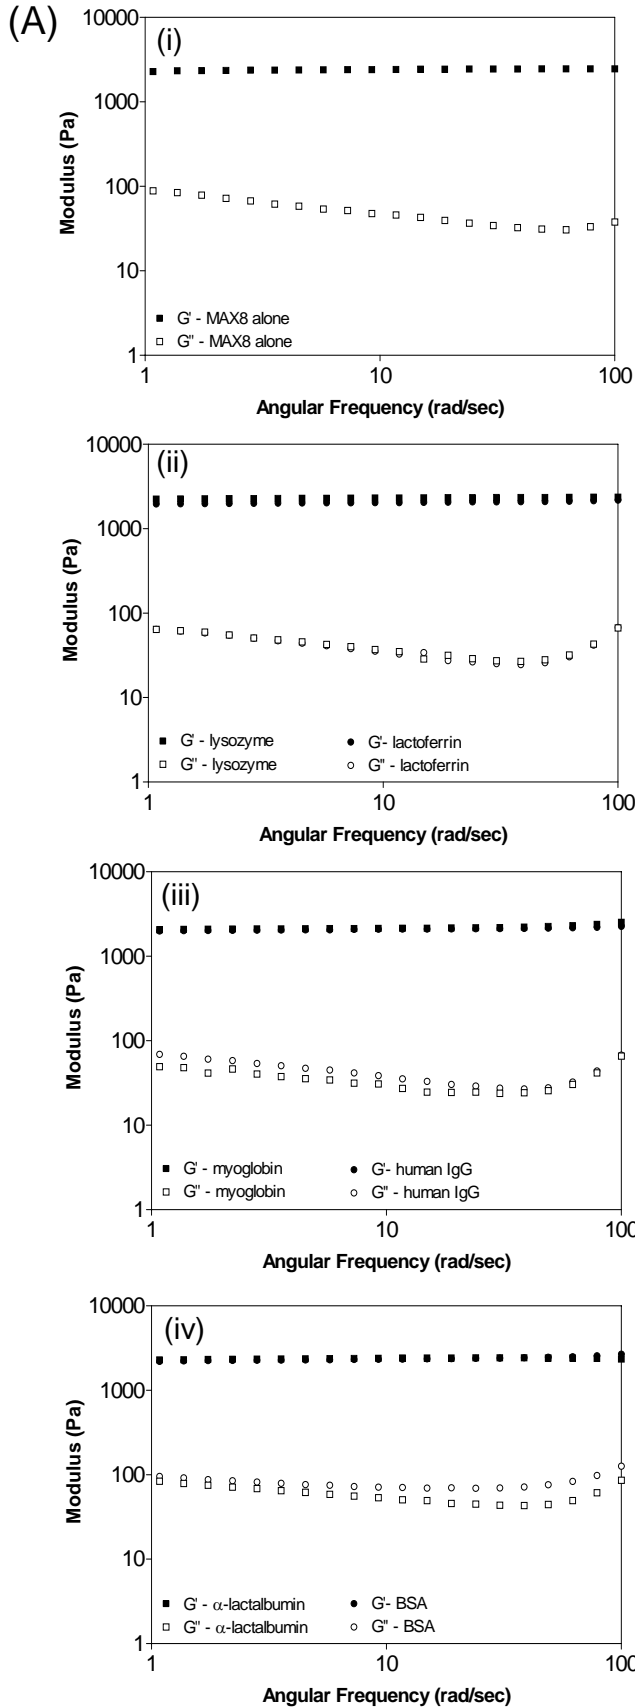 (A)
(i)
10000
1000
100
10
1
Modulus (Pa)
G' - MAX8 alone
G" - MAX8 alone
1 10 100
Angular Frequency (rad/sec)
(ii)
10000
1000
100
10
1
Modulus (Pa)
G' - lysozyme G'- lactoferrin
G" - lysozyme G" - lactoferrin
1 10 100
Angular Frequency (rad/sec)
(iii)
10000
1000
100
10
1
Modulus (Pa)
G' - myoglobin G'- human IgG
G" - myoglobin G" - human IgG
1 10 100
Angular Frequency (rad/sec)
(iv)
10000
1000
100
10
1
Modulus (Pa)
G' - α-lactalbumin G'- BSA
G" - α-lactalbumin G" - BSA
1 10 100
Angular Frequency (rad/sec)